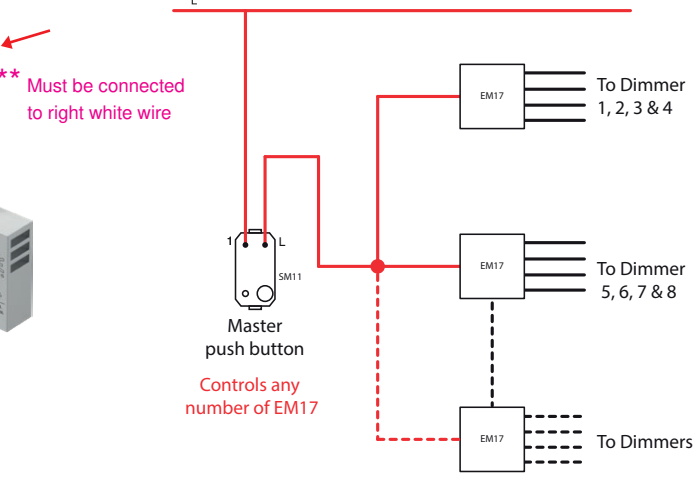 L
** Must be connected
to right white wire
EM17
To Dimmer
1, 2, 3 & 4
1
L
SM11
EM17
To Dimmer
5, 6, 7 & 8
Master
push button
Controls any
number of EM17
EM17
To Dimmers